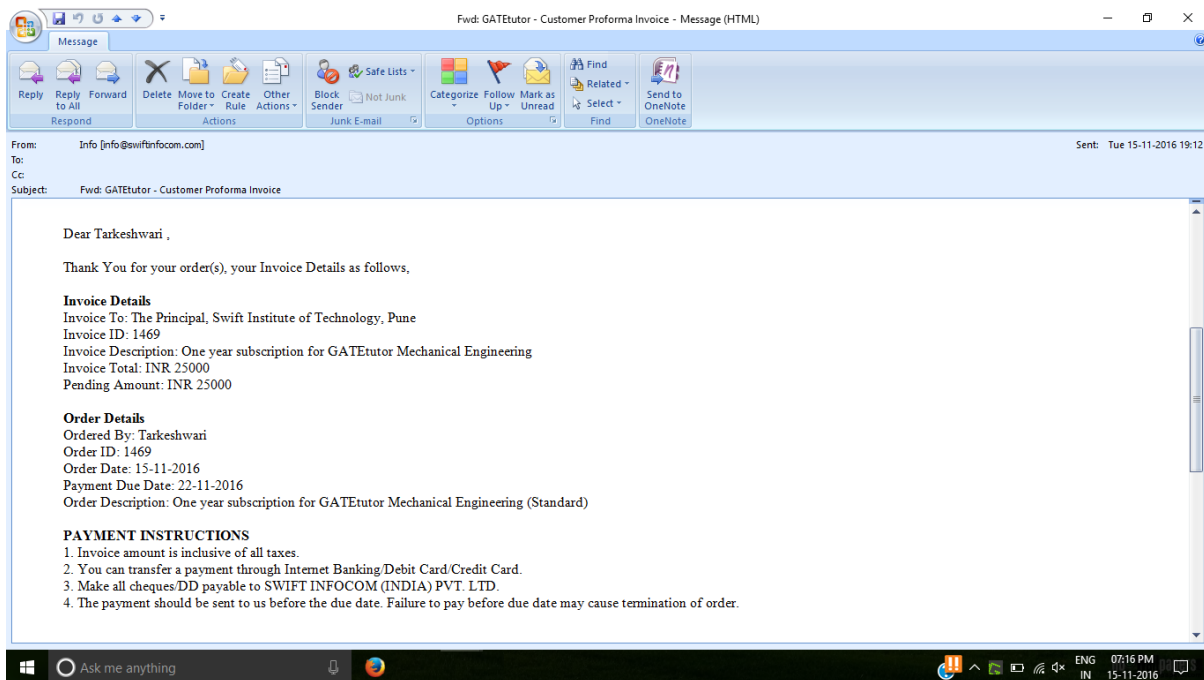 Fwd: GATEtutor - Customer Proforma Invoice - Message (HTML)
Message
Reply
Reply to All
Forward
Respond
Delete
Move to Folder
Create Rule
Other Actions
Actions
Block Sender
Safe Lists
Not Junk
Junk E-mail
Categorize
Follow Up
Mark as Unread
Options
Find
Related
Select
Find
Send to OneNote
OneNote
From: Info [info@swiftinfocom.com]
Sent: Tue 15-11-2016 19:12
To:
Cc:
Subject: Fwd: GATEtutor - Customer Proforma Invoice
Dear Tarkeshwari ,
Thank You for your order(s), your Invoice Details as follows,
Invoice Details
Invoice To: The Principal, Swift Institute of Technology, Pune
Invoice ID: 1469
Invoice Description: One year subscription for GATEtutor Mechanical Engineering
Invoice Total: INR 25000
Pending Amount: INR 25000
Order Details
Ordered By: Tarkeshwari
Order ID: 1469
Order Date: 15-11-2016
Payment Due Date: 22-11-2016
Order Description: One year subscription for GATEtutor Mechanical Engineering (Standard)
PAYMENT INSTRUCTIONS
1. Invoice amount is inclusive of all taxes.
2. You can transfer a payment through Internet Banking/Debit Card/Credit Card.
3. Make all cheques/DD payable to SWIFT INFOCOM (INDIA) PVT. LTD.
4. The payment should be sent to us before the due date. Failure to pay before due date may cause termination of order.
Ask me anything
ENG
IN
07:16 PM
15-11-2016